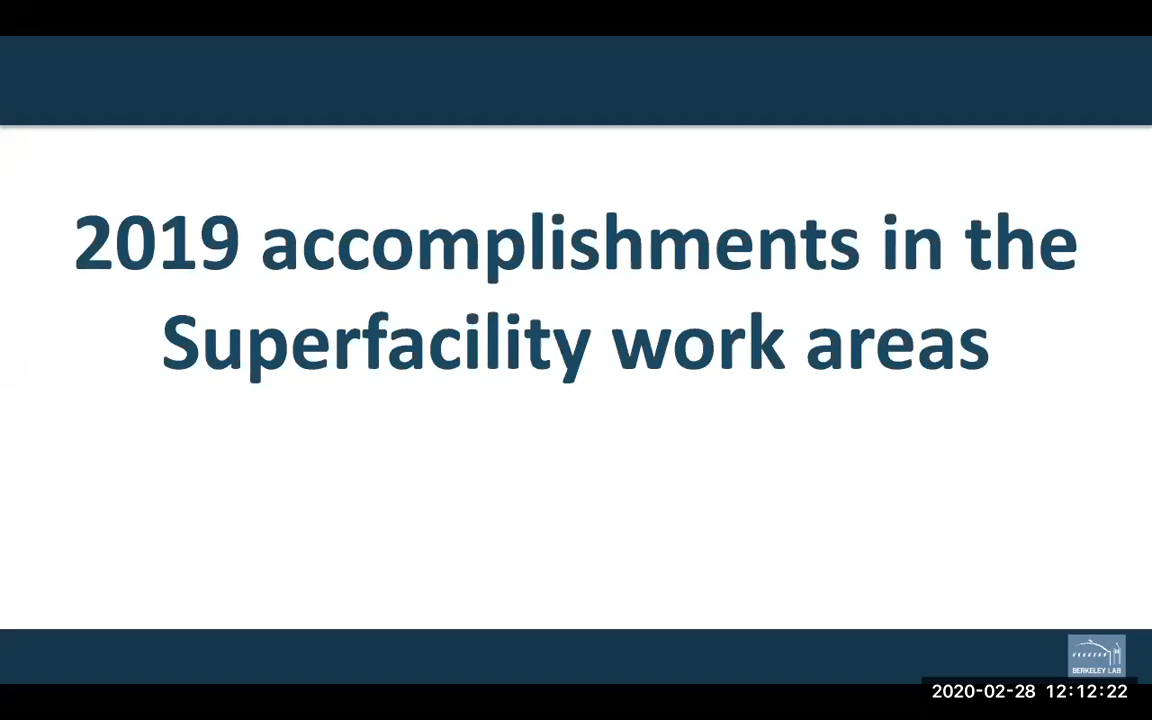 2019 accomplishments in the
Superfacility work areas
BERKELEY LAB
2020-02-28 12:12:22